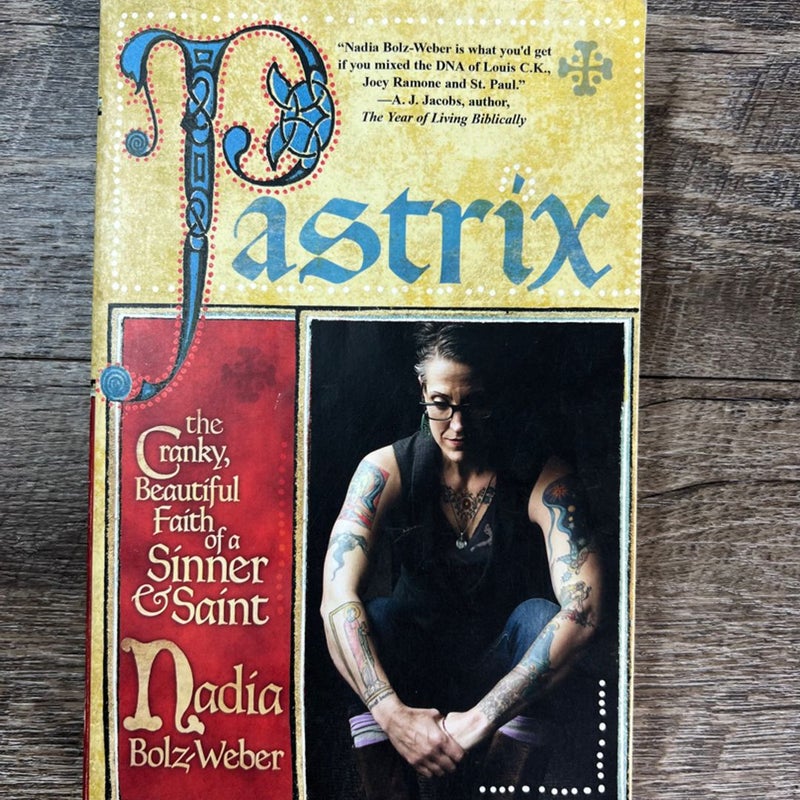 “Nadia Bolz-Weber is what you'd get
if you mixed the DNA of Louis C.K.,
Joey Ramone and St. Paul.”
—A. J. Jacobs, author,
The Year of Living Biblically
Pastrix
the
Cranky,
Beautiful
Faith
of a
Sinner
& Saint
Nadia
Bolz-Weber